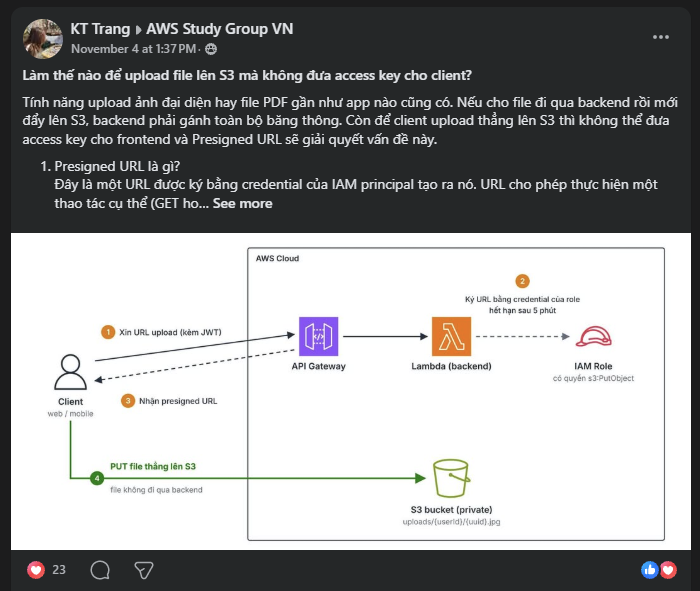 KT Trang ▸ AWS Study Group VN
November 4 at 1:37 PM ·
Làm thế nào để upload file lên S3 mà không đưa access key cho client?
Tính năng upload ảnh đại diện hay file PDF gần như app nào cũng có. Nếu cho file đi qua backend rồi mới
đẩy lên S3, backend phải gánh toàn bộ băng thông. Còn để client upload thẳng lên S3 thì không thể đưa
access key cho frontend và Presigned URL sẽ giải quyết vấn đề này.
1. Presigned URL là gì?
Đây là một URL được ký bằng credential của IAM principal tạo ra nó. URL cho phép thực hiện một
thao tác cụ thể (GET ho... See more
AWS Cloud
2
Ký URL bằng credential của role
hết hạn sau 5 phút
1 Xin URL upload (kèm JWT)
API Gateway
Lambda (backend)
IAM Role
có quyền s3:PutObject
Client
web / mobile
3 Nhận presigned URL
PUT file thẳng lên S3
4
file không đi qua backend
S3 bucket (private)
uploads/{userId}/{uuid}.jpg
23